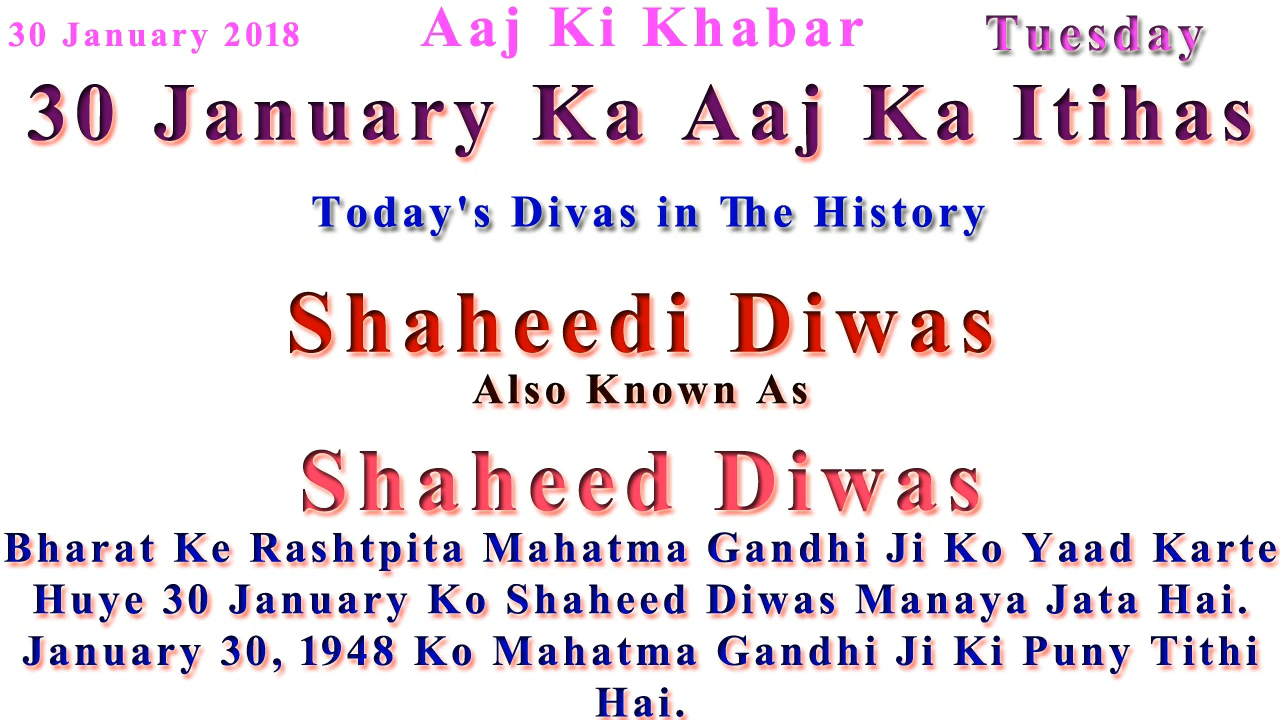 30 January 2018 Aaj Ki Khabar Tuesday
30 January Ka Aaj Ka Itihas
Today's Divas in The History
Shaheedi Diwas
Also Known As
Shaheed Diwas
Bharat Ke Rashtpita Mahatma Gandhi Ji Ko Yaad Karte
Huye 30 January Ko Shaheed Diwas Manaya Jata Hai.
January 30, 1948 Ko Mahatma Gandhi Ji Ki Puny Tithi
Hai.